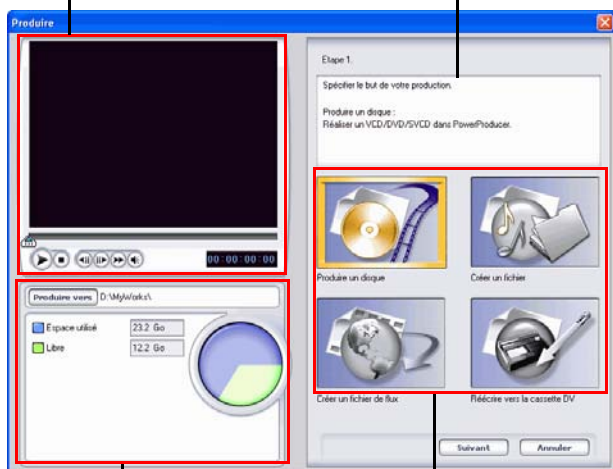 Produire
00:00:00:00
Produire vers D:\MyWorks\
Espace utilisé 23.2 Go
Libre 12.2 Go
Etape 1.
Spécifier le but de votre production.
Produire un disque :
Réaliser un VCD/DVD/SVCD dans PowerProducer.
Produire un disque
Créer un fichier
Créer un fichier de flux
Réécrire vers la cassette DV
Suivant
Annuler